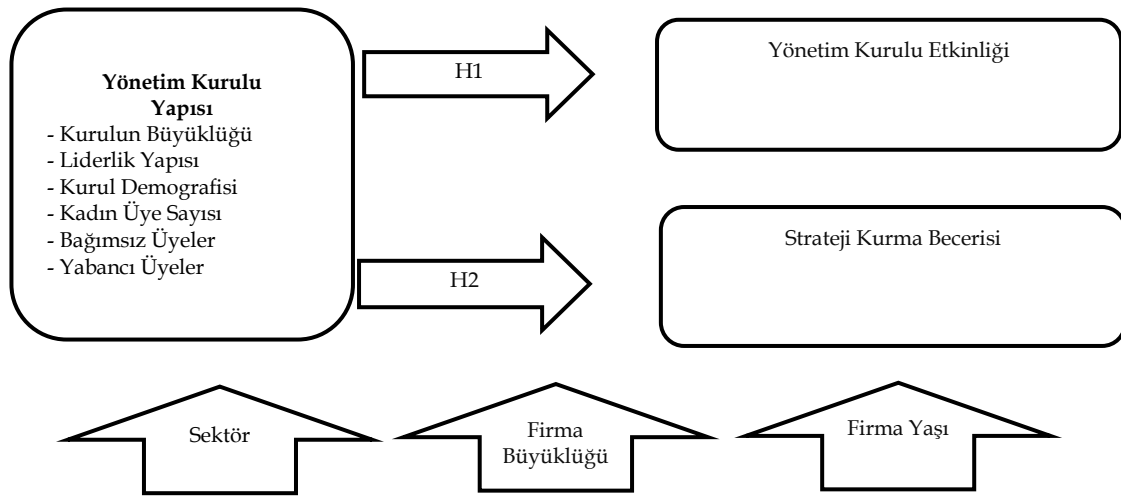 Yönetim Kurulu
Yapısı
- Kurulun Büyüklüğü
- Liderlik Yapısı
- Kurul Demografisi
- Kadın Üye Sayısı
- Bağımsız Üyeler
- Yabancı Üyeler
H1
H2
Yönetim Kurulu Etkinliği
Strateji Kurma Becerisi
Sektör
Firma
Büyüklüğü
Firma Yaşı